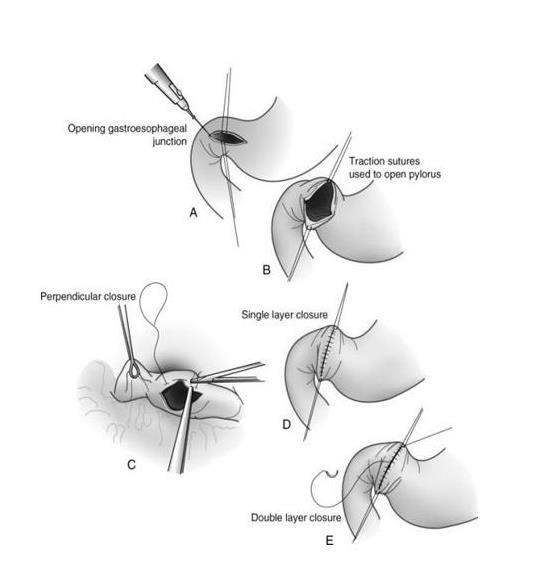 Opening gastroesophageal
junction
A
Traction sutures
used to open pylorus
B
Perpendicular closure
C
Single layer closure
D
Double layer closure
E